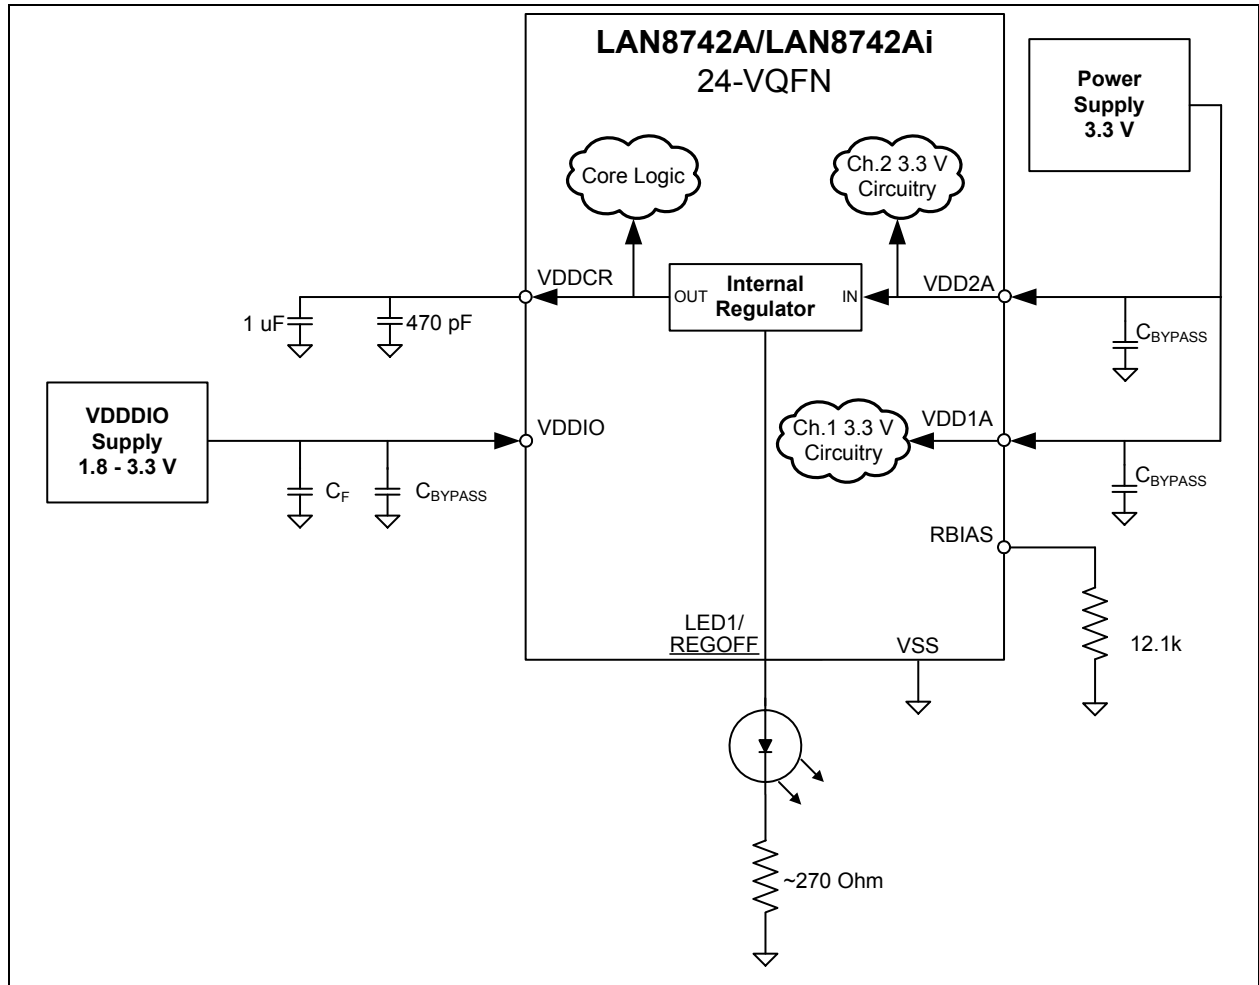 LAN8742A/LAN8742Ai
24-VQFN
Power
Supply
3.3 V
Core Logic
Ch.2 3.3 V
Circuitry
VDDCR
OUT
Internal
Regulator
IN
VDD2A
1 uF
470 pF
CBYPASS
VDDDIO
Supply
1.8 - 3.3 V
VDDIO
Ch.1 3.3 V
Circuitry
VDD1A
CF
CBYPASS
CBYPASS
RBIAS
12.1k
LED1/
REGOFF
VSS
~270 Ohm